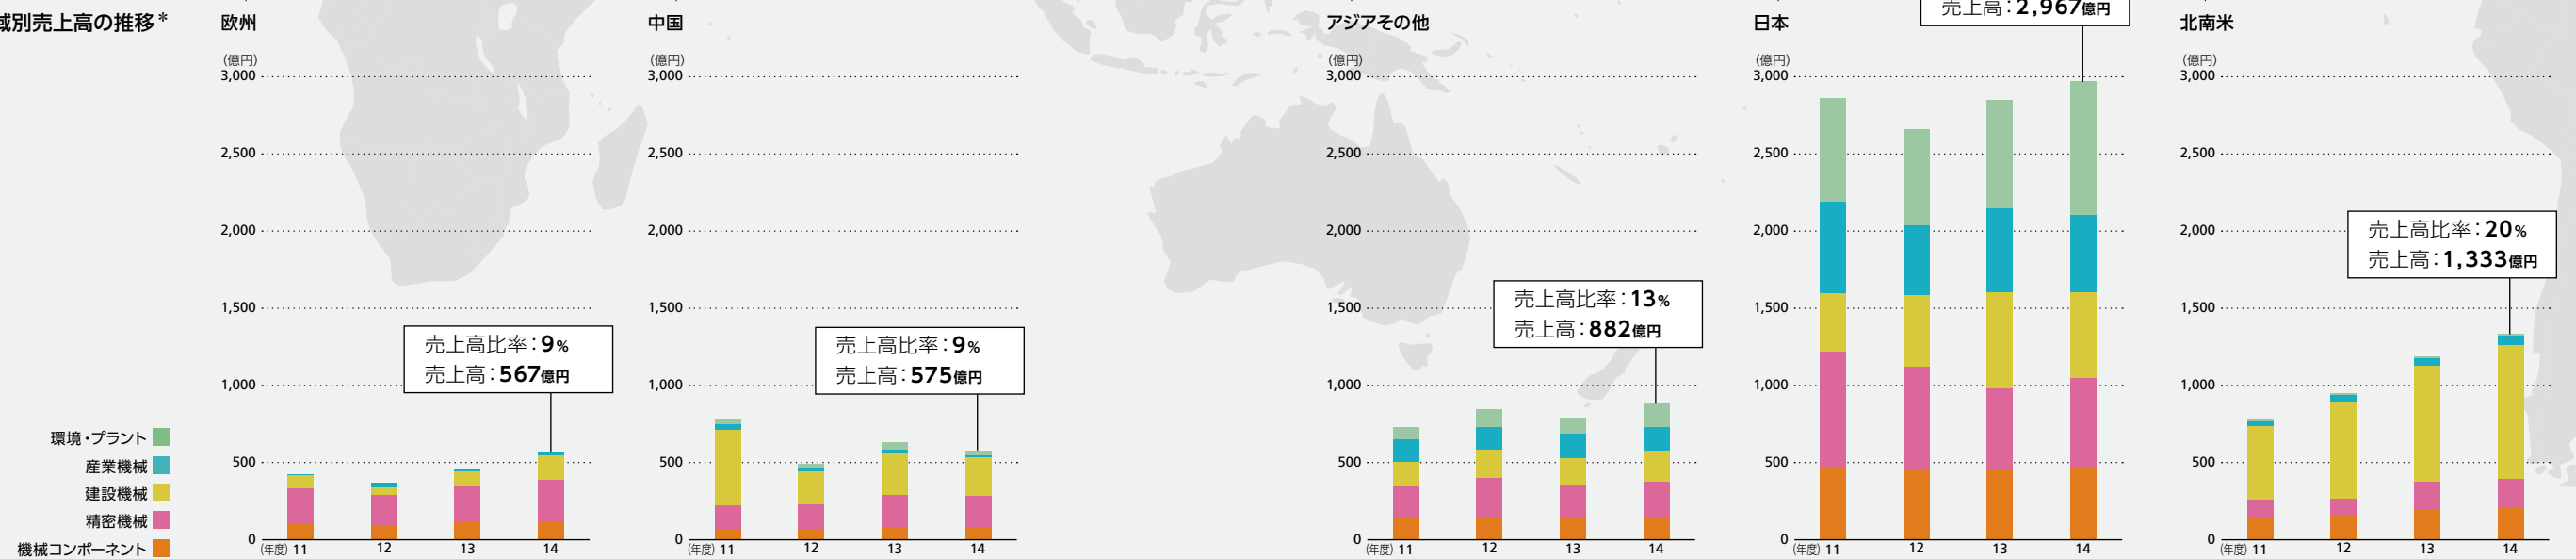 域別売上高の推移*
環境・プラント
産業機械
建設機械
精密機械
機械コンポーネント
欧州
(億円)
3,000
2,500
2,000
1,500
1,000
500
0
売上高比率:9%
売上高:567億円
(年度) 11 12 13 14
中国
(億円)
3,000
2,500
2,000
1,500
1,000
500
0
売上高比率:9%
売上高:575億円
(年度) 11 12 13 14
アジアその他
(億円)
3,000
2,500
2,000
1,500
1,000
500
0
売上高比率:13%
売上高:882億円
(年度) 11 12 13 14
日本
売上高:2,967億円
(億円)
3,000
2,500
2,000
1,500
1,000
500
0
(年度) 11 12 13 14
北南米
(億円)
3,000
2,500
2,000
1,500
1,000
500
0
売上高比率:20%
売上高:1,333億円
(年度) 11 12 13 14